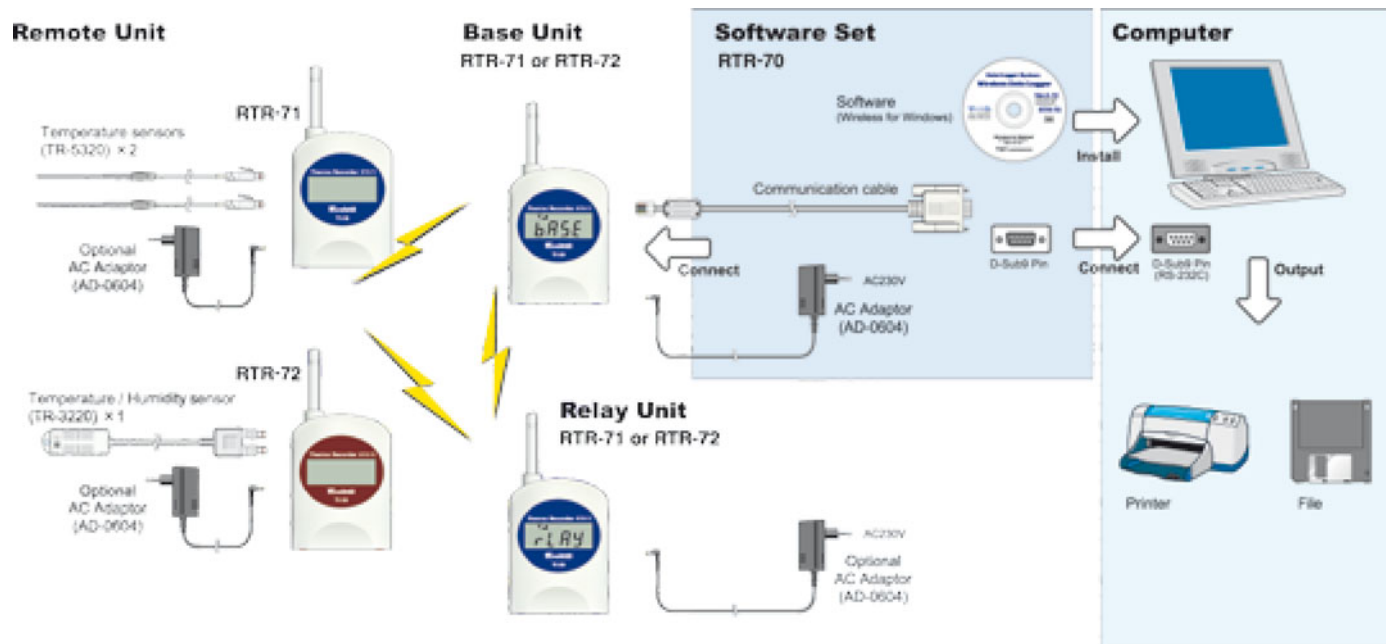 Remote Unit
RTR-71
Temperature sensors
(TR-5320) × 2
Optional
AC Adaptor
(AD-0604)
RTR-72
Temperature / Humidity sensor
(TR-3220) × 1
Optional
AC Adaptor
(AD-0604)
Base Unit
RTR-71 or RTR-72
bASE
Connect
Relay Unit
RTR-71 or RTR-72
rLAY
AC230V
Optional
AC Adaptor
(AD-0604)
Software Set
RTR-70
Software
(Wireless for Windows)
Communication cable
D-Sub9 Pin
AC230V
AC Adaptor
(AD-0604)
Computer
Install
Connect
D-Sub9 Pin
(RS-232C)
Output
Printer
File